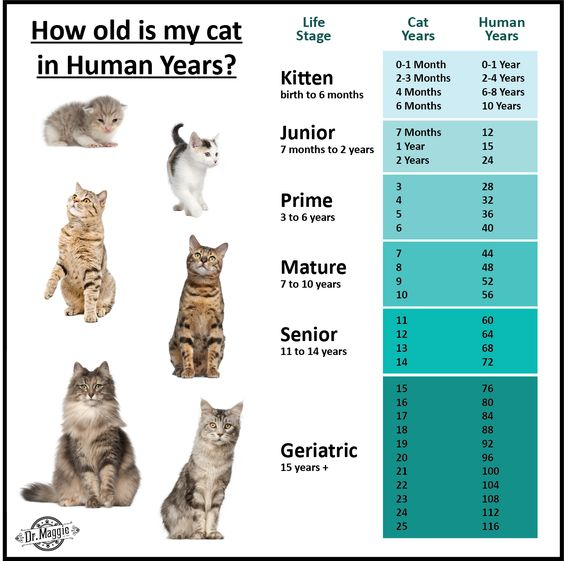 How old is my cat
in Human Years?
Life
Stage
Cat
Years
Human
Years
Kitten
birth to 6 months
0-1 Month 0-1 Year
2-3 Months 2-4 Years
4 Months 6-8 Years
6 Months 10 Years
Junior
7 months to 2 years
7 Months 12
1 Year 15
2 Years 24
Prime
3 to 6 years
3 28
4 32
5 36
6 40
Mature
7 to 10 years
7 44
8 48
9 52
10 56
Senior
11 to 14 years
11 60
12 64
13 68
14 72
Geriatric
15 years +
15 76
16 80
17 84
18 88
19 92
20 96
21 100
22 104
23 108
24 112
25 116
Dr. Maggie